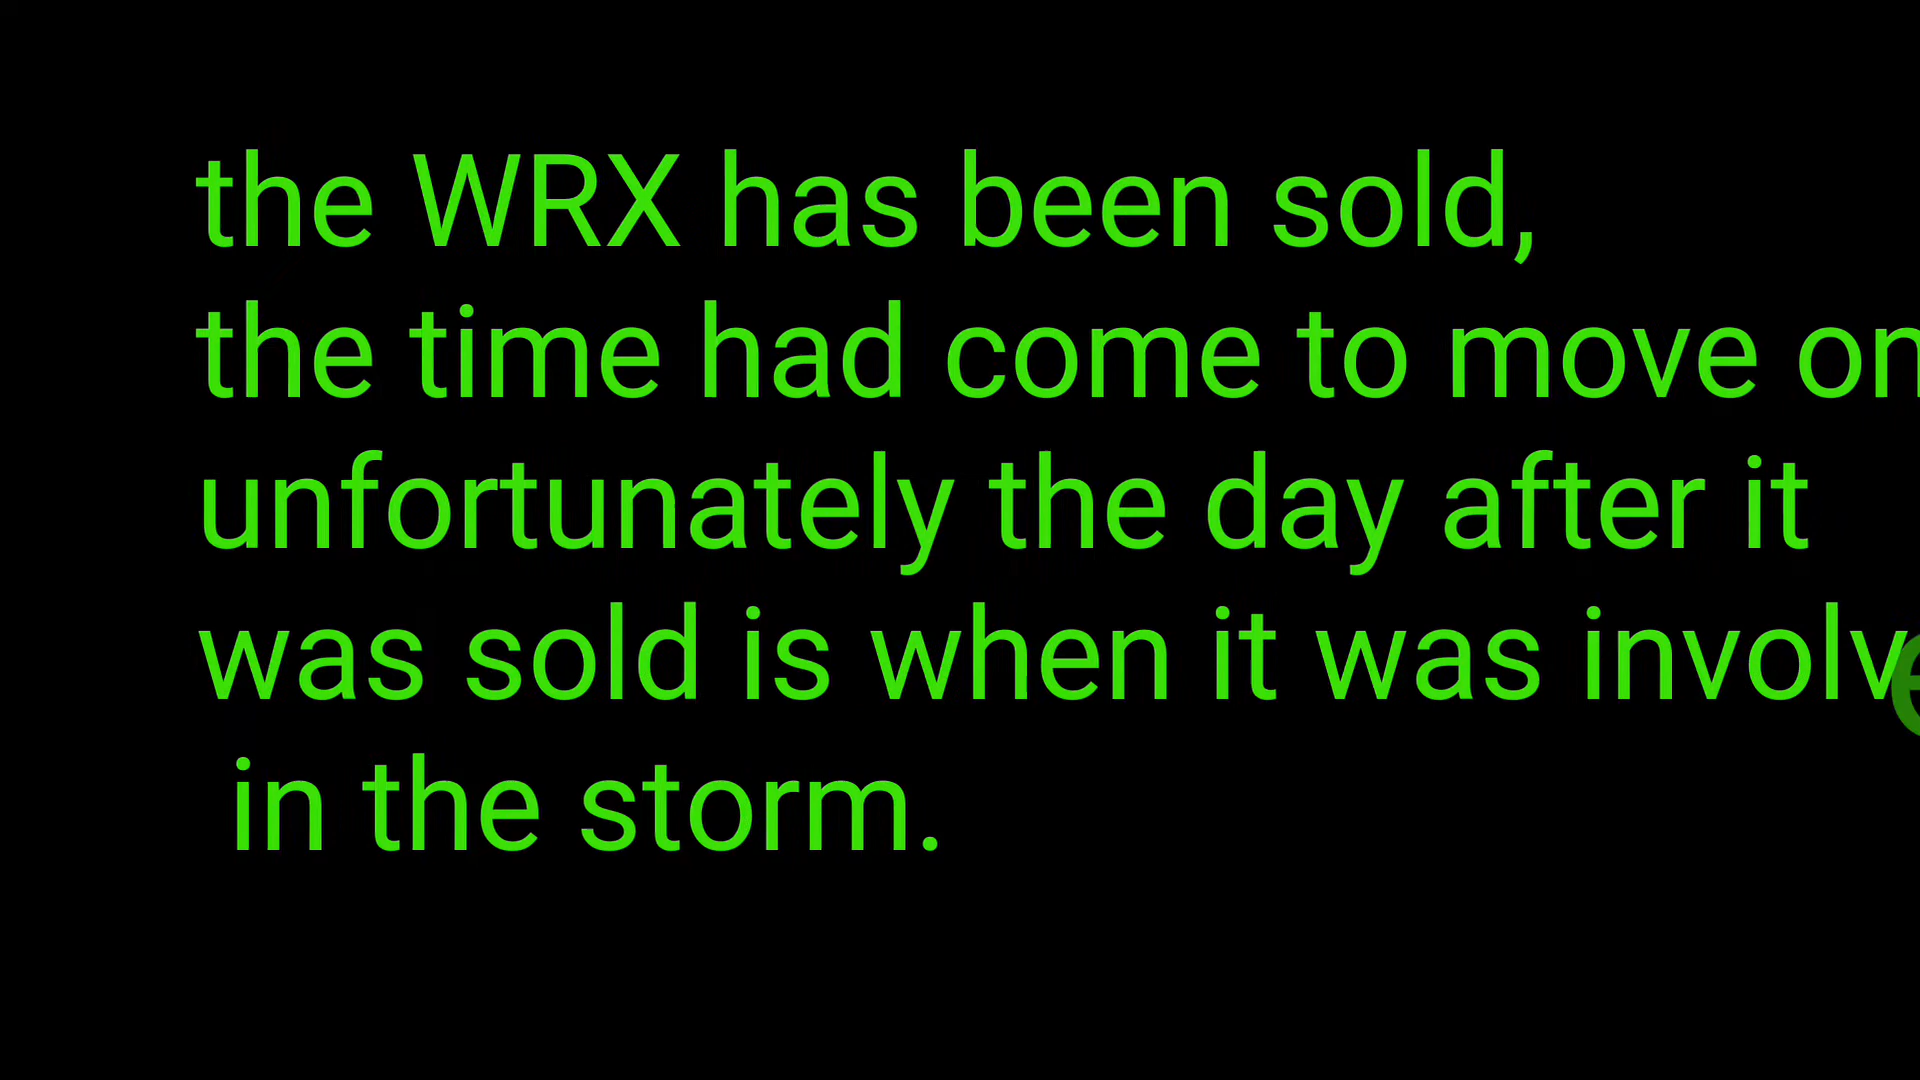 the WRX has been sold,
the time had come to move on
unfortunately the day after it
was sold is when it was involve
in the storm.